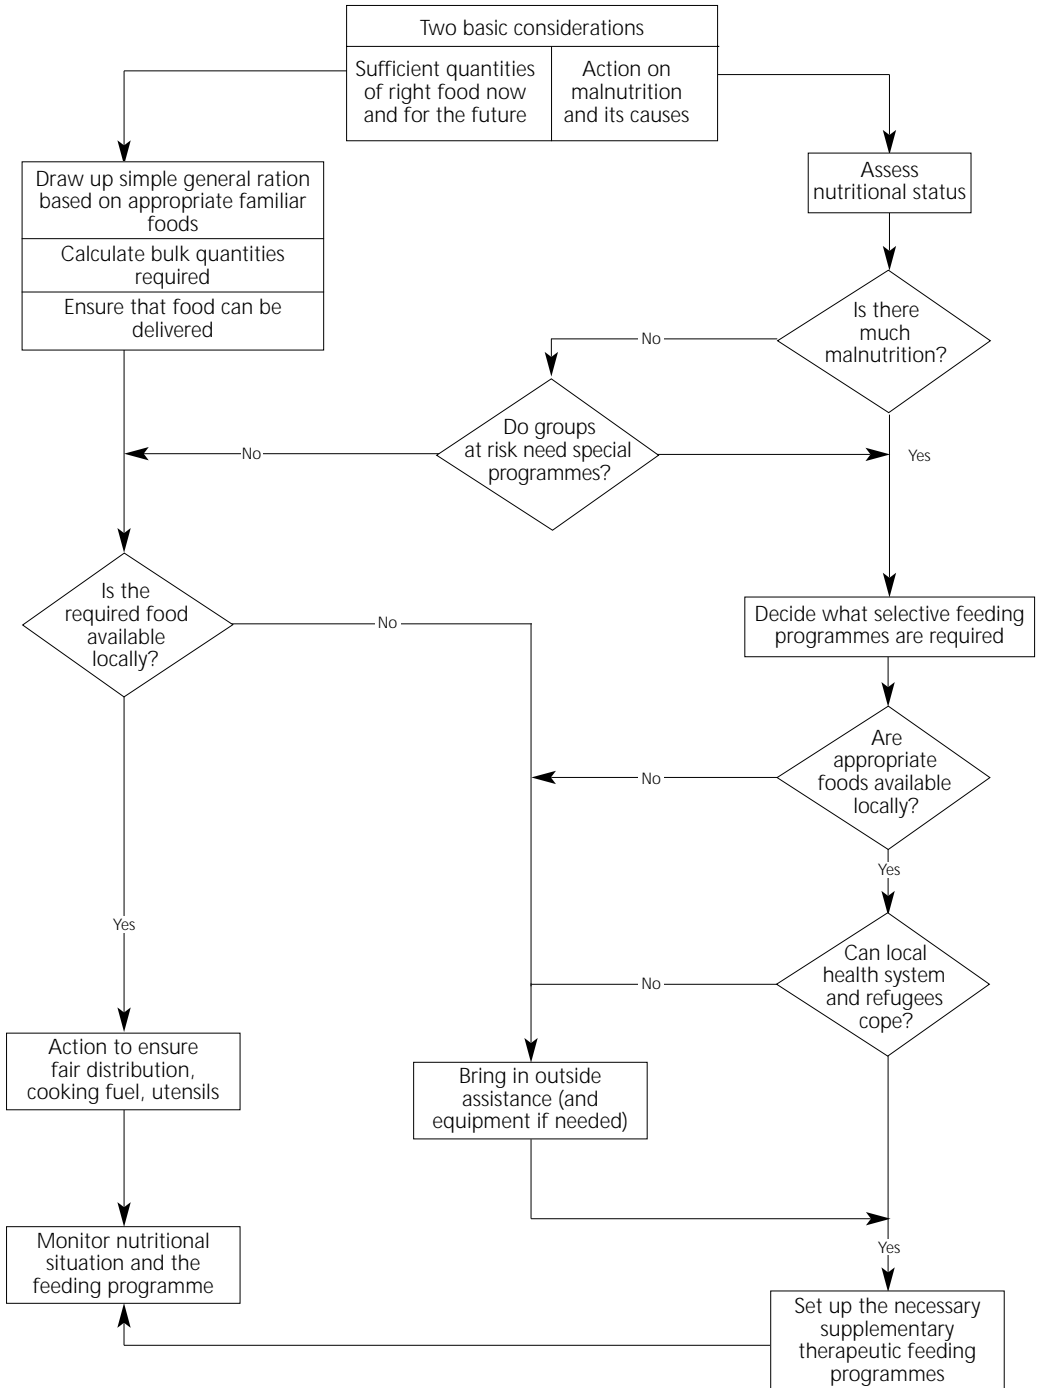 Two basic considerations
Sufficient quantities
of right food now
and for the future
Action on
malnutrition
and its causes
Draw up simple general ration
based on appropriate familiar
foods
Calculate bulk quantities
required
Ensure that food can be
delivered
Assess
nutritional status
Is there
much
malnutrition?
No
Do groups
at risk need special
programmes?
No
Yes
Is the
required food
available
locally?
No
Decide what selective feeding
programmes are required
Are
appropriate
foods available
locally?
No
Yes
Yes
Can local
health system
and refugees
cope?
No
Action to ensure
fair distribution,
cooking fuel, utensils
Bring in outside
assistance (and
equipment if needed)
Monitor nutritional
situation and the
feeding programme
Yes
Set up the necessary
supplementary
therapeutic feeding
programmes